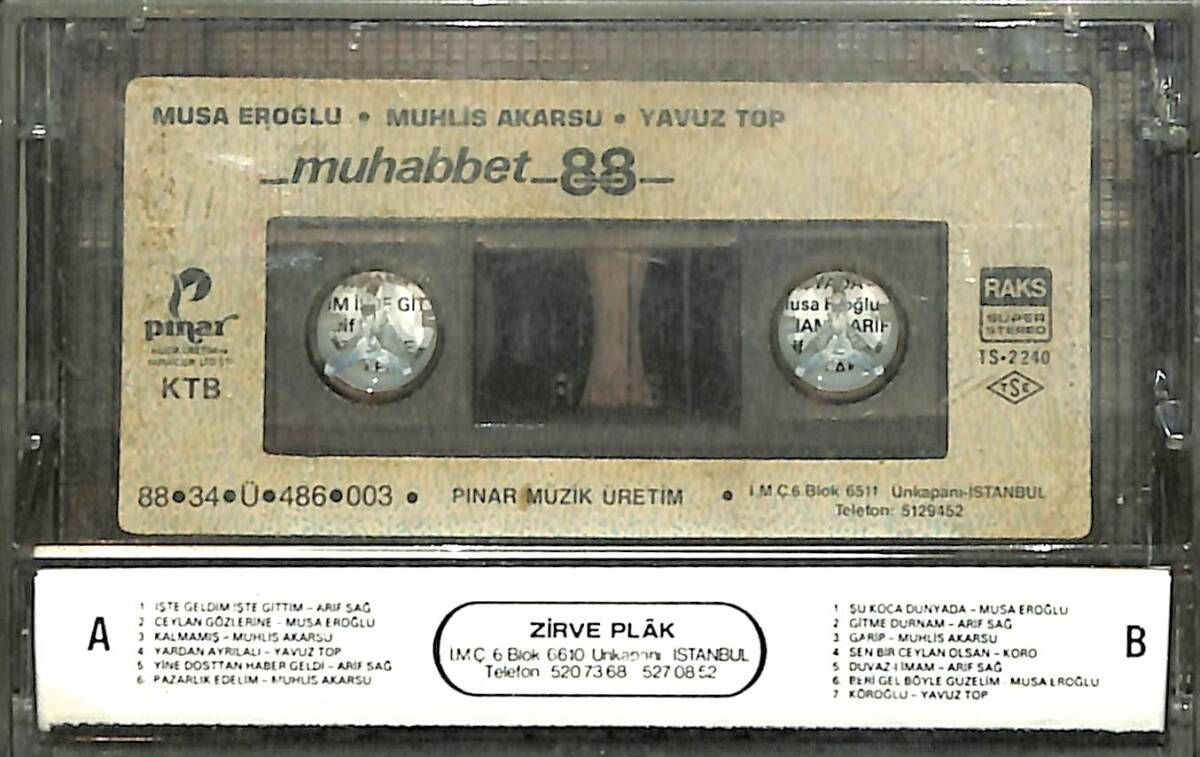 MUSA EROĞLU • MUHLİS AKARSU • YAVUZ TOP
muhabbet 88
pınar
KTB
RAKS
SUPER
STEREO
TS-2240
TSE
88•34•Ü•486•003 • PINAR MÜZİK ÜRETİM • İ.M.Ç.6.Blok 6511 Unkapanı-İSTANBUL
Telefon: 5129452
A
1 İŞTE GELDİM İŞTE GİTTİM – ARİF SAĞ
2 CEYLAN GÖZLERİNE – MUSA EROĞLU
3 KALMAMIŞ – MUHLİS AKARSU
4 YARDAN AYRILALI – YAVUZ TOP
5 YİNE DOSTTAN HABER GELDİ – ARİF SAĞ
6 PAZARLIK EDELİM – MUHLİS AKARSU
ZİRVE PLÂK
İ.M.Ç. 6 Blok 6610 Unkapanı İSTANBUL
Telefon 520 73 68 527 08 52
1 ŞU KOCA DUNYADA – MUSA EROĞLU
2 GİTME DURNAM – ARİF SAĞ
3 GARİP – MUHLİS AKARSU
4 SEN BİR CEYLAN OLSAN – KORO
5 DUVAZ-I İMAM – ARİF SAĞ
6 BERİ GEL BÖYLE GÜZELİM - MUSA EROĞLU
7 KÖROĞLU – YAVUZ TOP
B